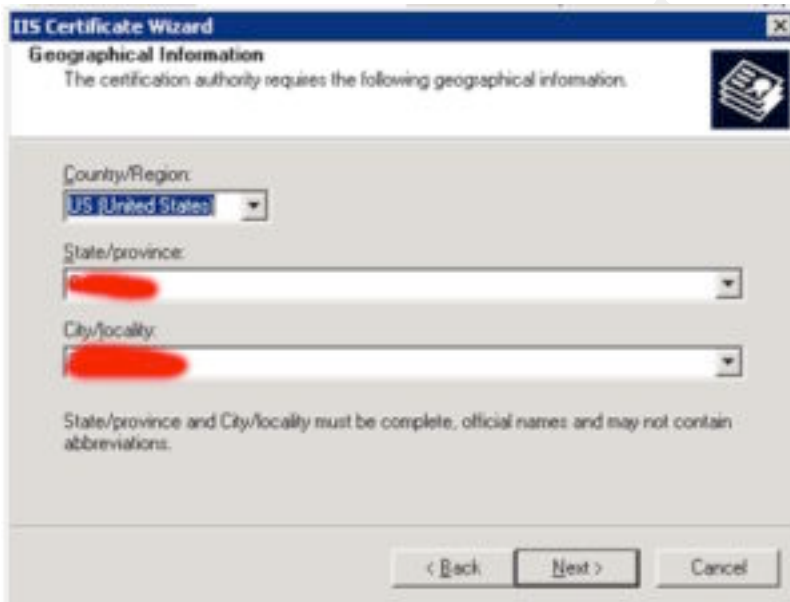 IIS Certificate Wizard
Geographical Information
The certification authority requires the following geographical information.
Country/Region:
US (United States)
State/province:
City/locality:
State/province and City/locality must be complete, official names and may not contain
abbreviations.
< Back
Next >
Cancel